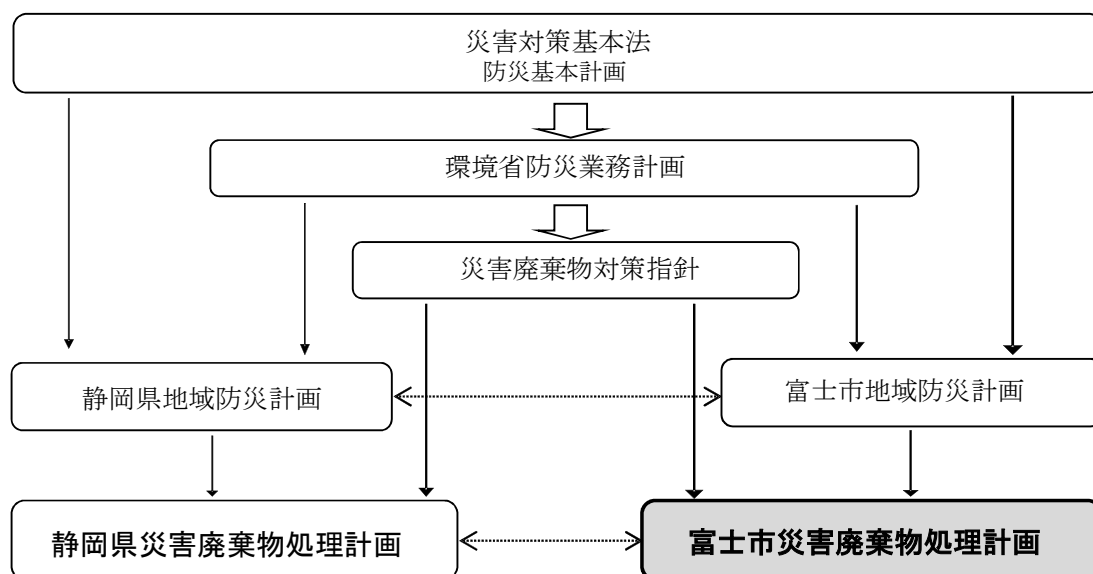 災害対策基本法
防災基本計画
環境省防災業務計画
災害廃棄物対策指針
静岡県地域防災計画
富士市地域防災計画
静岡県災害廃棄物処理計画
富士市災害廃棄物処理計画